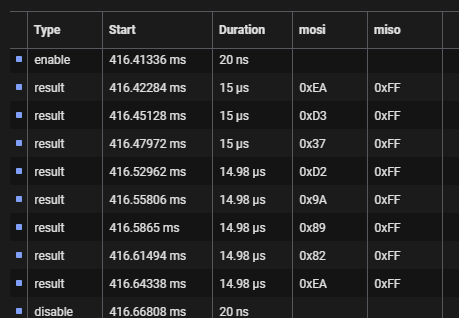 Type Start Duration mosi miso
enable 416.41336 ms 20 ns
result 416.42284 ms 15 μs 0xEA 0xFF
result 416.45128 ms 15 μs 0xD3 0xFF
result 416.47972 ms 15 μs 0x37 0xFF
result 416.52962 ms 14.98 μs 0xD2 0xFF
result 416.55806 ms 14.98 μs 0x9A 0xFF
result 416.5865 ms 14.98 μs 0x89 0xFF
result 416.61494 ms 14.98 μs 0x82 0xFF
result 416.64338 ms 14.98 μs 0xEA 0xFF
disable 416.66808 ms 20 ns